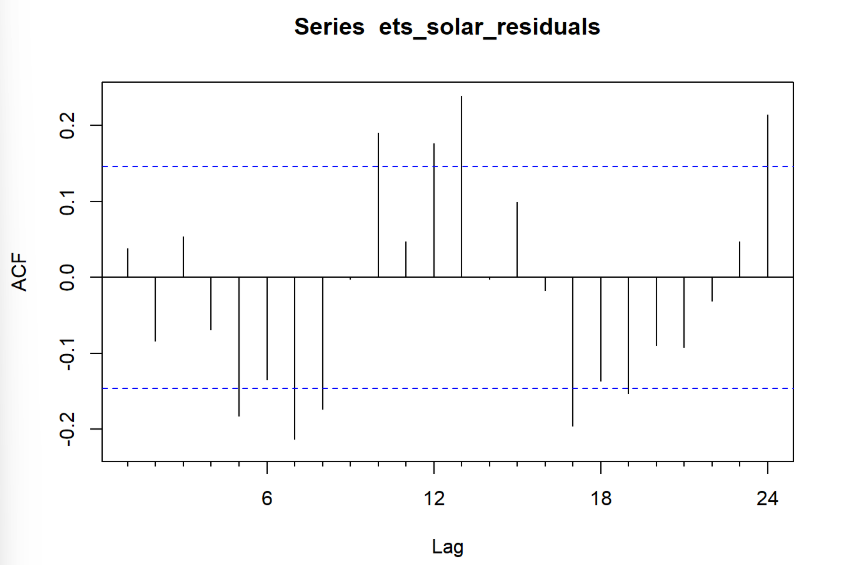 Series ets_solar_residuals
0.2
0.1
0.0
-0.1
-0.2
ACF
6 12 18 24
Lag